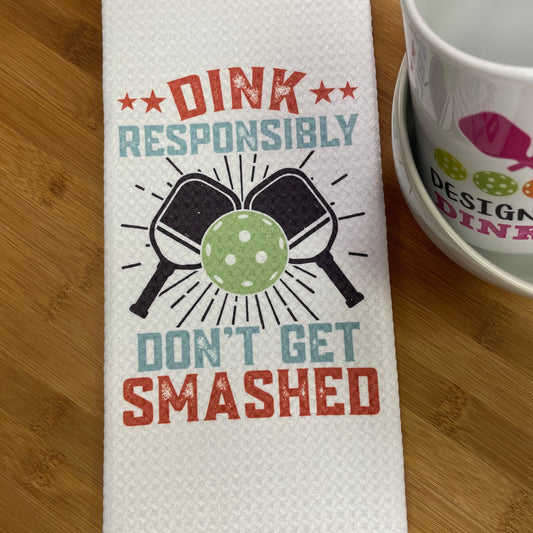 DINK
RESPONSIBLY
DON'T GET
SMASHED
DESIGN
DINK